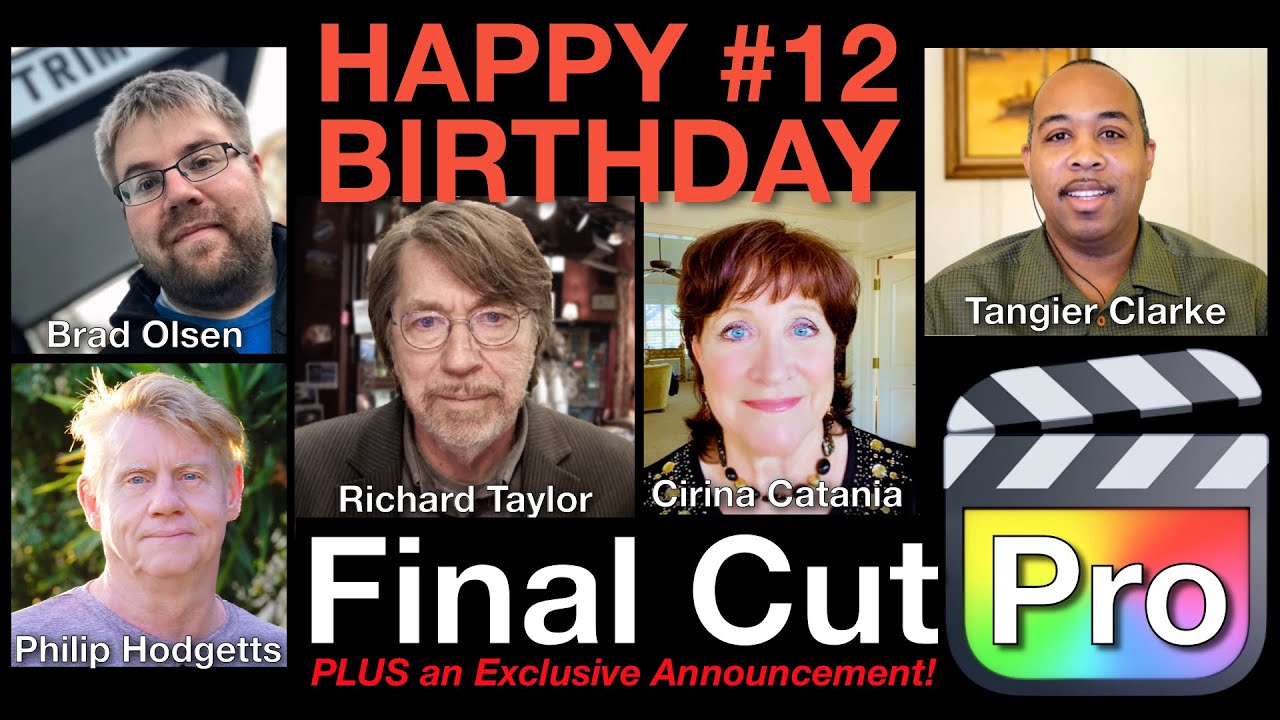 HAPPY #12
BIRTHDAY
TRIM
Brad Olsen
Tangier Clarke
Richard Taylor
Cirina Catania
Philip Hodgetts
Final Cut Pro
PLUS an Exclusive Announcement!